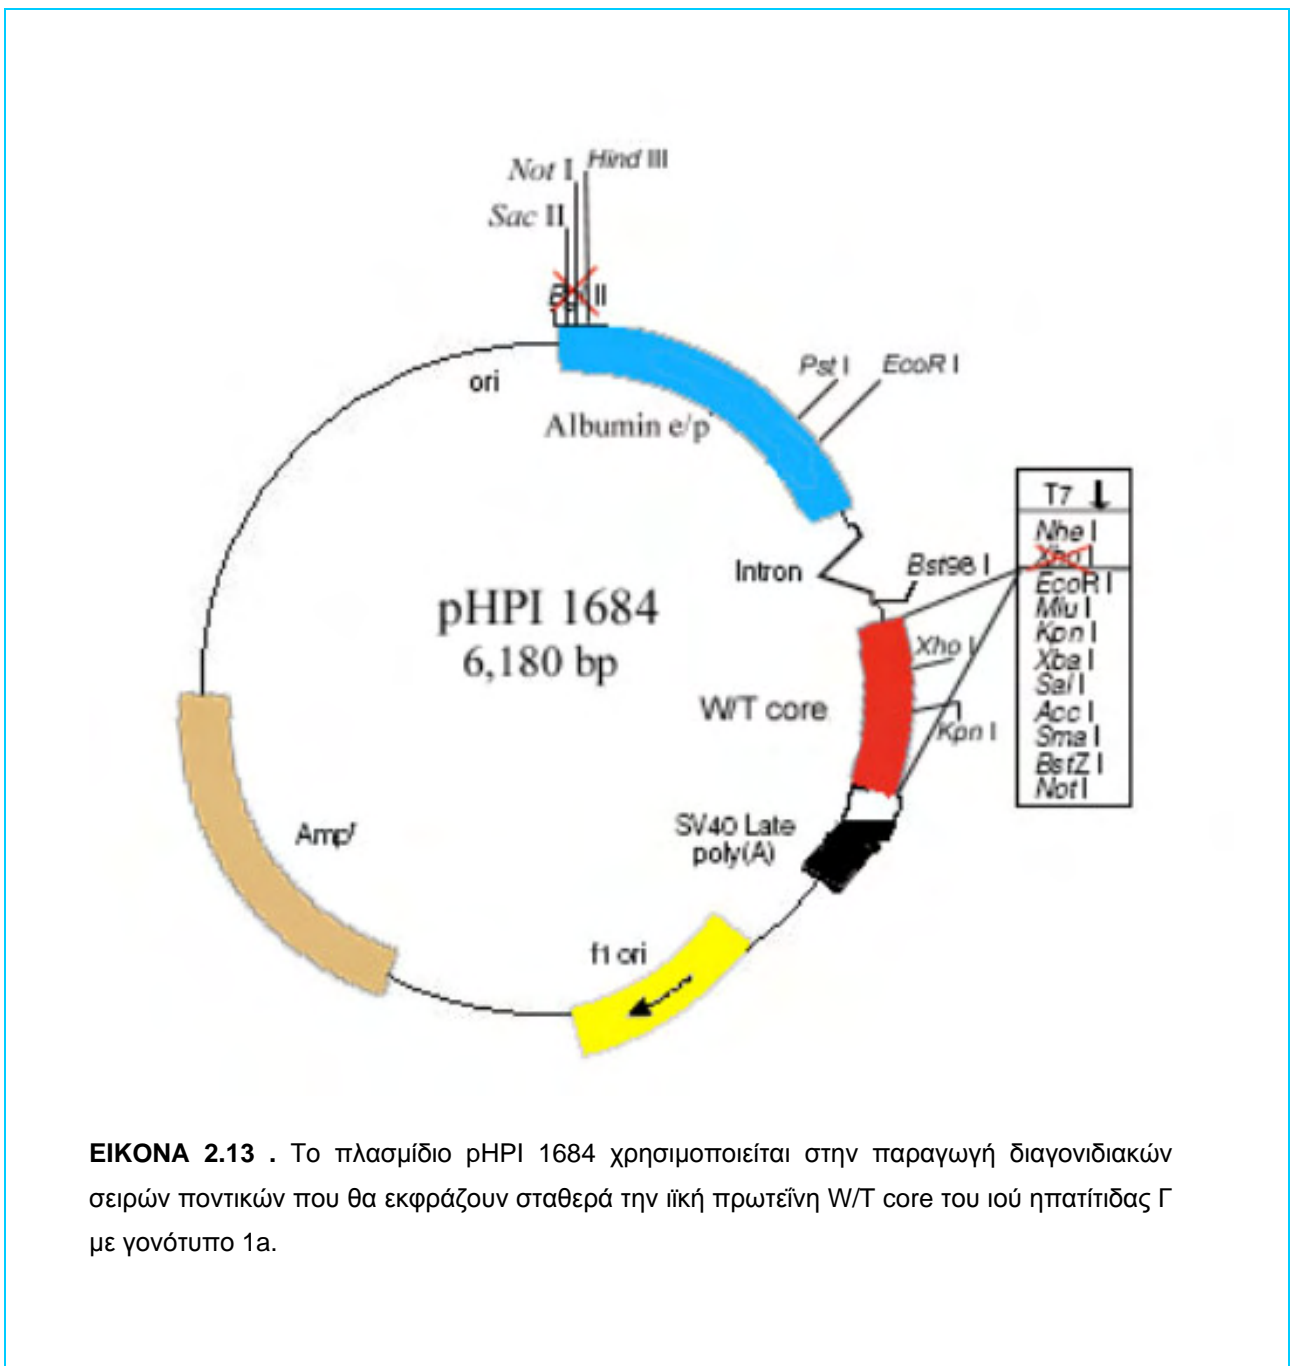 Hind III
Not I
Sac II
II
Pst I
EcoR I
ori
Albumin e/p
T7
Nhe I
Xho I
EcoR I
Mlu I
Kpn I
Xba I
Sal I
Acc I
Sma I
BstZ I
Not I
Intron
Bst98 I
pHPI 1684
6,180 bp
Xho I
W/T core
Kpn I
SV40 Late
poly(A)
Ampr
f1 ori
ΕΙΚΟΝΑ 2.13 . Το πλασμίδιο pHPI 1684 χρησιμοποιείται στην παραγωγή διαγονιδιακών
σειρών ποντικών που θα εκφράζουν σταθερά την ιϊκή πρωτεΐνη W/T core του ιού ηπατίτιδας Γ
με γονότυπο 1a.